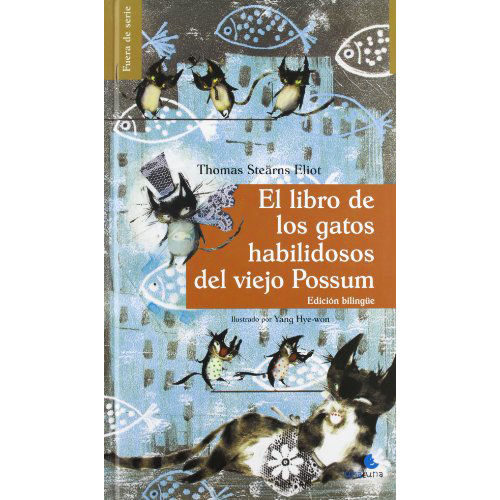 Fuera de serie
Thomas Steärns Eliot
El libro de
los gatos
habilidosos
del viejo Possum
Edición bilingüe
Ilustrado por Yang Hye-won